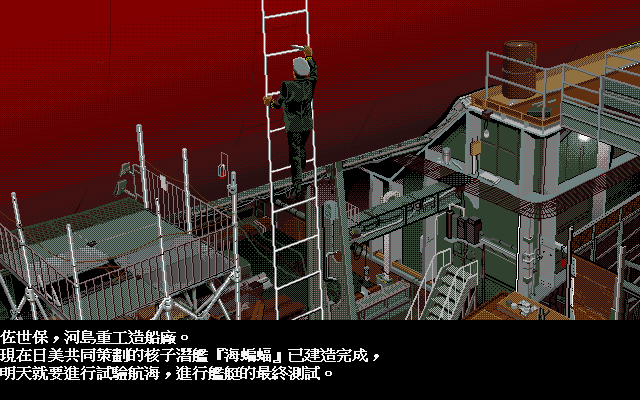 佐世保，河島重工造船廠。
現在日美共同策劃的核子潛艦『海蝙蝠』已建造完成，
明天就要進行試驗航海，進行艦艇的最終測試。